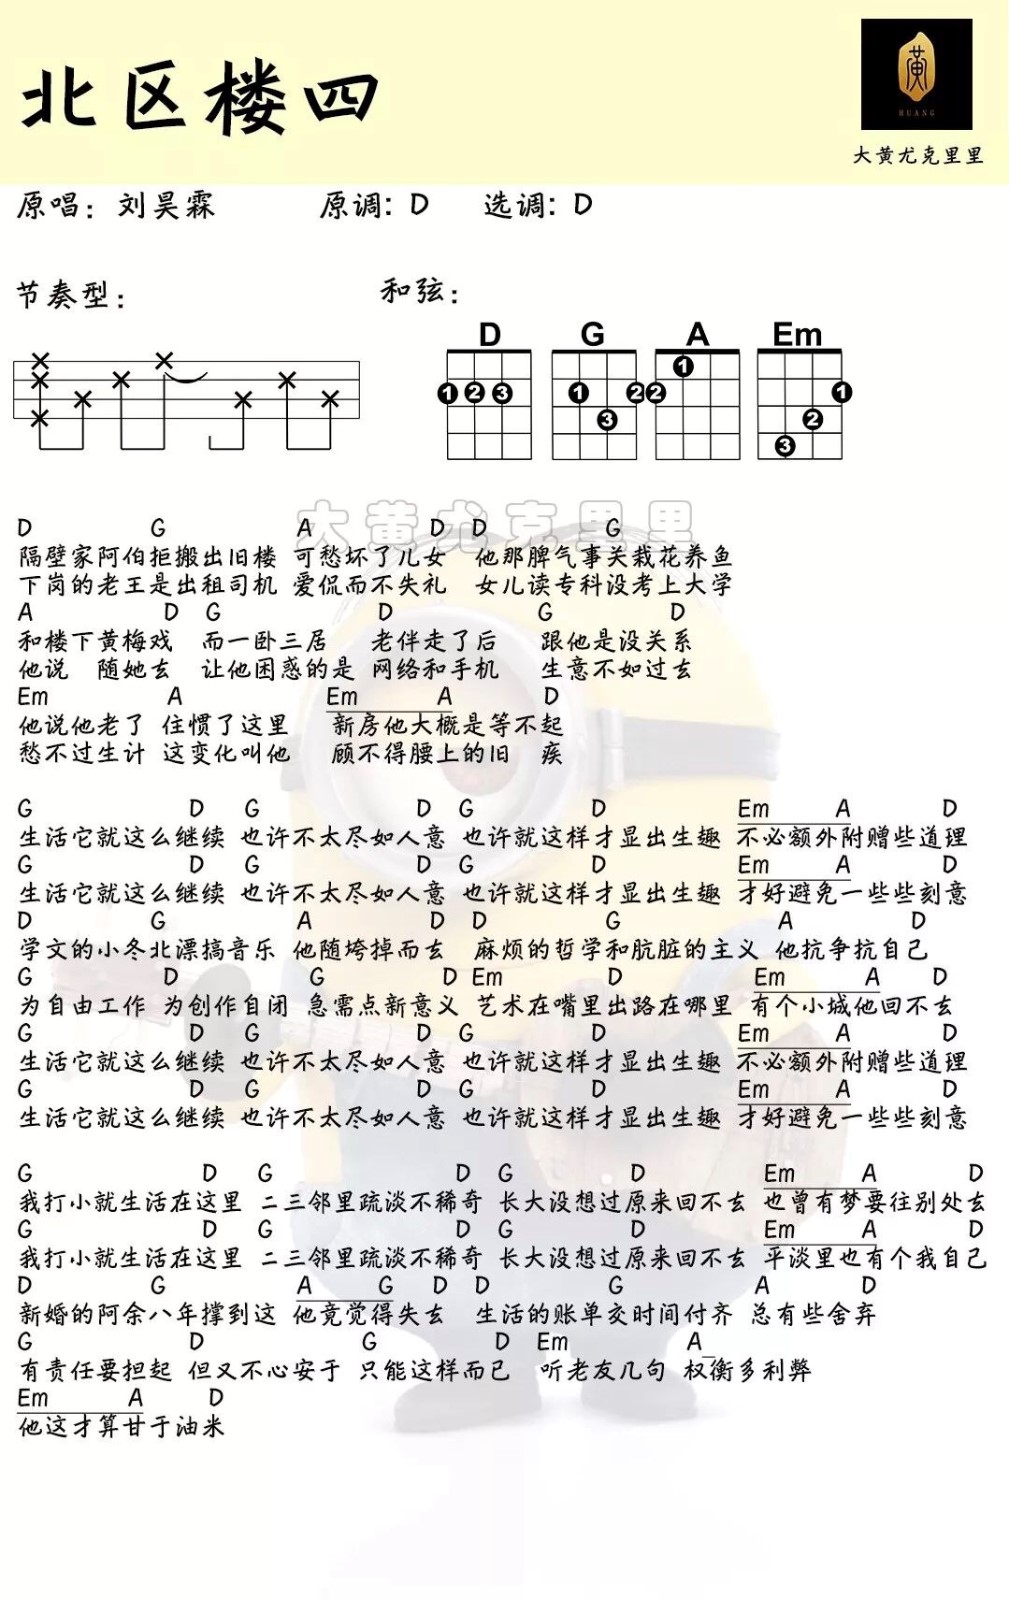 北区楼四
黄
HUANG
大黄尤克里里
原唱：刘昊霖 原调：D 选调：D
节奏型： 和弦：
D G A Em
1 2 3 1 2 3 1 2 1 2 3
大黄尤克里里
D G A D D G
隔壁家阿伯拒搬出旧楼 可愁坏了儿女 他那脾气事关栽花养鱼
下岗的老王是出租司机 爱侃而不失礼 女儿读专科没考上大学
A D G D G D
和楼下黄梅戏 而一卧三居 老伴走了后 跟他是没关系
他说 随她去 让他困惑的是 网络和手机 生意不如过去
Em A Em A D
他说他老了 住惯了这里 新房他大概是等不起
愁不过生计 这变化叫他 顾不得腰上的旧 疾
G D G D G D Em A D
生活它就这么继续 也许不太尽如人意 也许就这样才显出生趣 不必额外附赠些道理
G D G D G D Em A D
生活它就这么继续 也许不太尽如人意 也许就这样才显出生趣 才好避免一些些刻意
D G A D D G A D
学文的小冬北漂搞音乐 他随垮掉而去 麻烦的哲学和肮脏的主义 他抗争抗自己
G D G D Em D Em A D
为自由工作 为创作自闭 急需点新意义 艺术在嘴里出路在哪里 有个小城他回不去
G D G D G D Em A D
生活它就这么继续 也许不太尽如人意 也许就这样才显出生趣 不必额外附赠些道理
G D G D G D Em A D
生活它就这么继续 也许不太尽如人意 也许就这样才显出生趣 才好避免一些些刻意
G D G D G D Em A D
我打小就生活在这里 二三邻里疏淡不稀奇 长大没想过原来回不去 也曾有梦要往别处去
G D G D G D Em A D
我打小就生活在这里 二三邻里疏淡不稀奇 长大没想过原来回不去 平淡里也有个我自己
D G A G D D G A D
新婚的阿余八年撑到这 他竟觉得失去 生活的账单交时间付齐 总有些舍弃
G D G D Em A
有责任要担起 但又不心安于 只能这样而已 听老友几句 权衡多利弊
Em A D
他这才算甘于油米